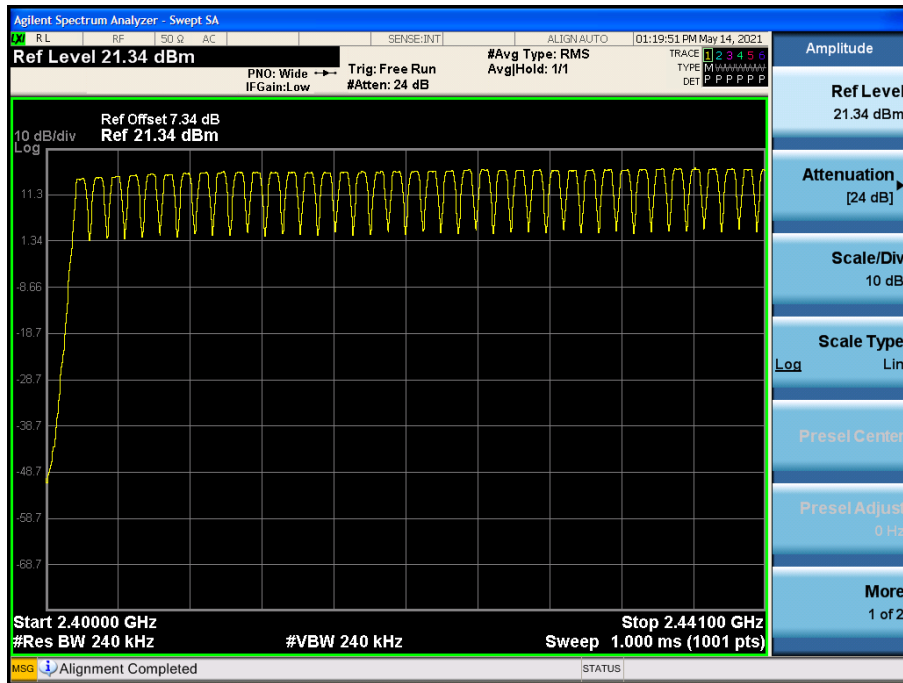 Agilent Spectrum Analyzer - Swept SA
LXI RL RF 50 Ω AC SENSE:INT ALIGN AUTO 01:19:51 PM May 14, 2021
Ref Level 21.34 dBm
PNO: Wide
IFGain:Low
Trig: Free Run
#Atten: 24 dB
#Avg Type: RMS
Avg|Hold: 1/1
TRACE 1 2 3 4 5 6
TYPE M WWWWW
DET P P P P P P
Ref Offset 7.34 dB
10 dB/div Ref 21.34 dBm
Log
11.3
1.34
-8.66
-18.7
-28.7
-38.7
-48.7
-58.7
-68.7
Start 2.40000 GHz Stop 2.44100 GHz
#Res BW 240 kHz #VBW 240 kHz Sweep 1.000 ms (1001 pts)
MSG Alignment Completed STATUS
Amplitude
Ref Level
21.34 dBm
Attenuation
[24 dB]
Scale/Div
10 dB
Scale Type
Log Lin
Presel Center
Presel Adjust
0 Hz
More
1 of 2